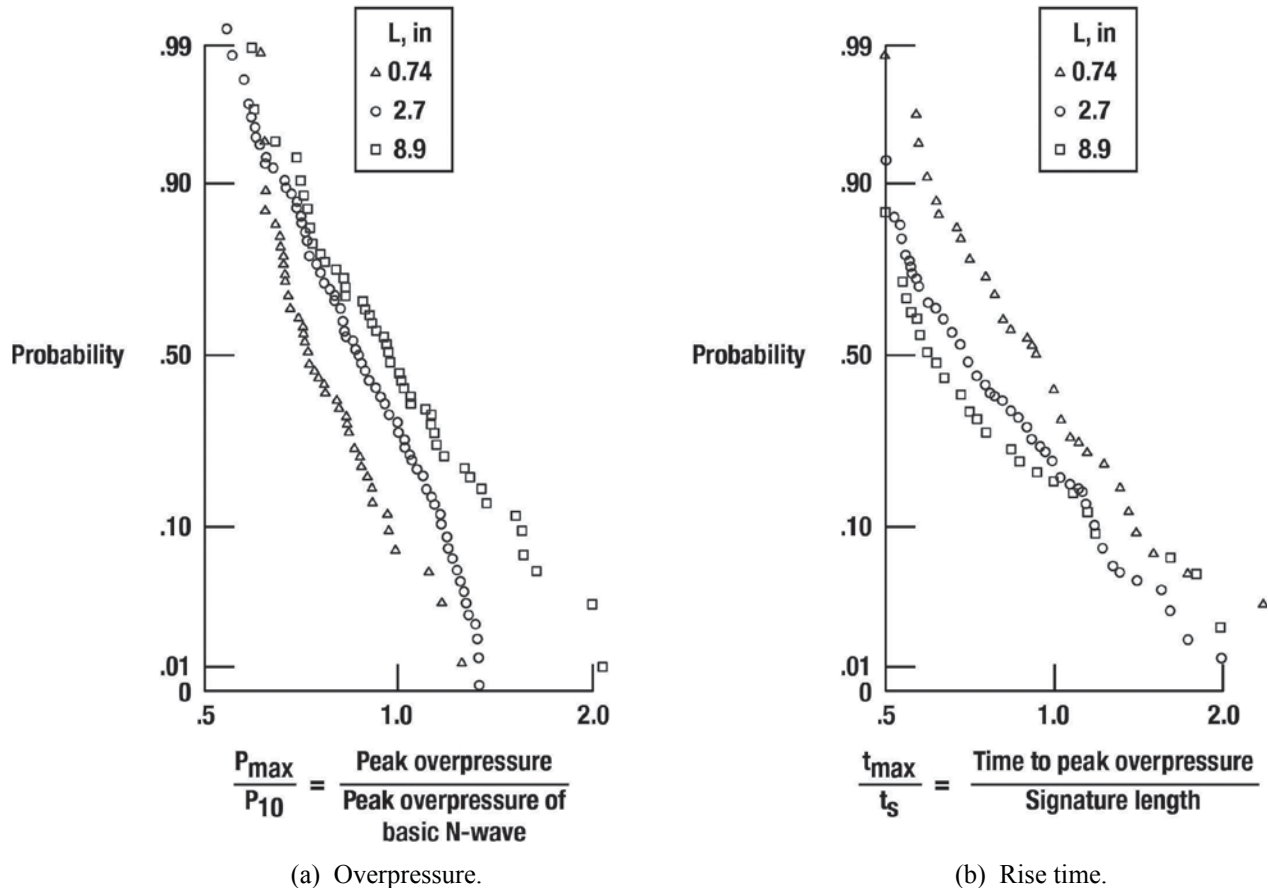 L, in
0.74
2.7
8.9
.99
.90
Probability
.50
.10
.01
0
.5
1.0
2.0
Pmax
P10
=
Peak overpressure
Peak overpressure of
basic N-wave
(a) Overpressure.
L, in
0.74
2.7
8.9
.99
.90
Probability
.50
.10
.01
0
.5
1.0
2.0
tmax
ts
=
Time to peak overpressure
Signature length
(b) Rise time.